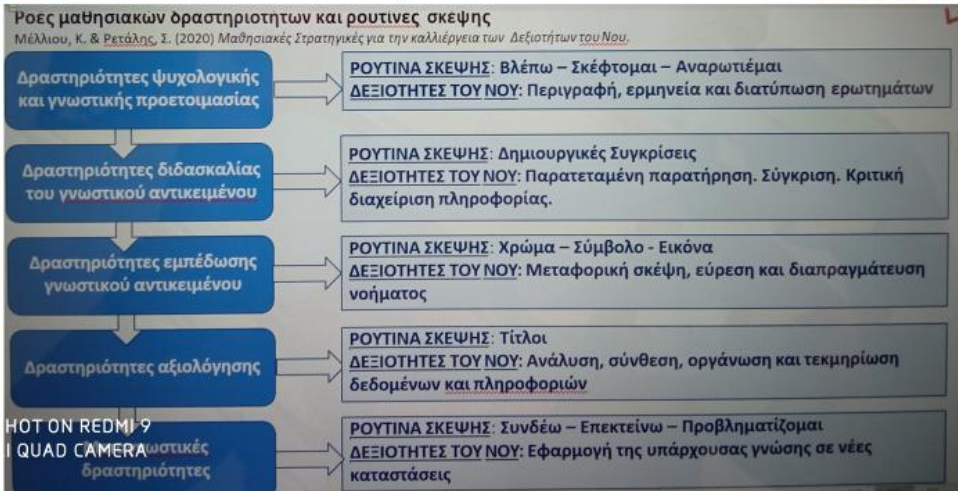 Ροές μαθησιακών δραστηριοτήτων και ρουτίνες σκέψης
Μέλλιου, Κ. & Ρετάλης, Σ. (2020) Μαθησιακές Στρατηγικές για την καλλιέργεια των Δεξιοτήτων του Νου.
Δραστηριότητες ψυχολογικής
και γνωστικής προετοιμασίας
ΡΟΥΤΙΝΑ ΣΚΕΨΗΣ: Βλέπω – Σκέφτομαι – Αναρωτιέμαι
ΔΕΞΙΟΤΗΤΕΣ ΤΟΥ ΝΟΥ: Περιγραφή, ερμηνεία και διατύπωση ερωτημάτων
Δραστηριότητες διδασκαλίας
του γνωστικού αντικειμένου
ΡΟΥΤΙΝΑ ΣΚΕΨΗΣ: Δημιουργικές Συγκρίσεις
ΔΕΞΙΟΤΗΤΕΣ ΤΟΥ ΝΟΥ: Παρατεταμένη παρατήρηση. Σύγκριση. Κριτική
διαχείριση πληροφορίας.
Δραστηριότητες εμπέδωσης
γνωστικού αντικειμένου
ΡΟΥΤΙΝΑ ΣΚΕΨΗΣ: Χρώμα – Σύμβολο - Εικόνα
ΔΕΞΙΟΤΗΤΕΣ ΤΟΥ ΝΟΥ: Μεταφορική σκέψη, εύρεση και διαπραγμάτευση
νοήματος
Δραστηριότητες αξιολόγησης
ΡΟΥΤΙΝΑ ΣΚΕΨΗΣ: Τίτλοι
ΔΕΞΙΟΤΗΤΕΣ ΤΟΥ ΝΟΥ: Ανάλυση, σύνθεση, οργάνωση και τεκμηρίωση
δεδομένων και πληροφοριών
δραστηριότητες
ΡΟΥΤΙΝΑ ΣΚΕΨΗΣ: Συνδέω – Επεκτείνω – Προβληματίζομαι
ΔΕΞΙΟΤΗΤΕΣ ΤΟΥ ΝΟΥ: Εφαρμογή της υπάρχουσας γνώσης σε νέες
καταστάσεις
HOT ON REDMI 9
I QUAD CAMERA